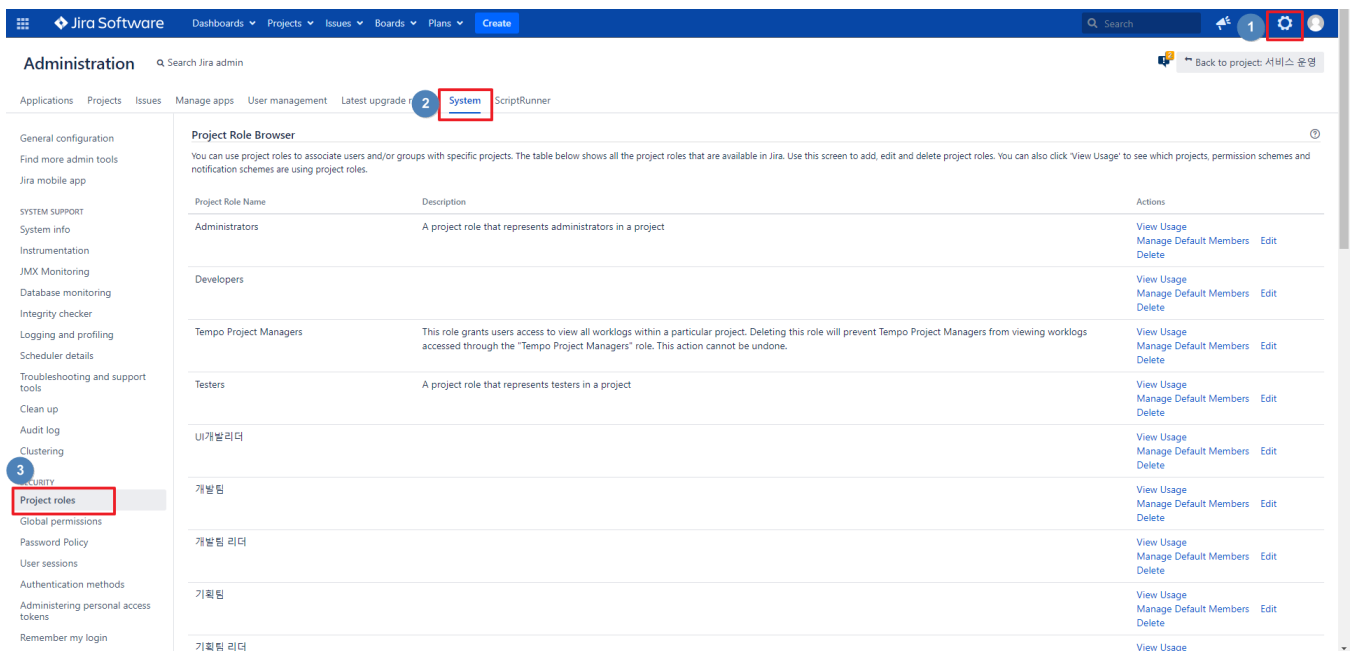 Jira Software Dashboards Projects Issues Boards Plans Create Search 1
Administration Search Jira admin 2 Back to project: 서비스 운영
Applications Projects Issues Manage apps User management Latest upgrade r 2 System ScriptRunner
General configuration
Find more admin tools
Jira mobile app
SYSTEM SUPPORT
System info
Instrumentation
JMX Monitoring
Database monitoring
Integrity checker
Logging and profiling
Scheduler details
Troubleshooting and support
tools
Clean up
Audit log
Clustering
3
Project roles
Global permissions
Password Policy
User sessions
Authentication methods
Administering personal access
tokens
Remember my login
Project Role Browser
You can use project roles to associate users and/or groups with specific projects. The table below shows all the project roles that are available in Jira. Use this screen to add, edit and delete project roles. You can also click 'View Usage' to see which projects, permission schemes and
notification schemes are using project roles.
Project Role Name Description Actions
Administrators A project role that represents administrators in a project View Usage
Manage Default Members Edit
Delete
Developers View Usage
Manage Default Members Edit
Delete
Tempo Project Managers This role grants users access to view all worklogs within a particular project. Deleting this role will prevent Tempo Project Managers from viewing worklogs View Usage
accessed through the "Tempo Project Managers" role. This action cannot be undone. Manage Default Members Edit
Delete
Testers A project role that represents testers in a project View Usage
Manage Default Members Edit
Delete
UI개발리더 View Usage
Manage Default Members Edit
Delete
개발팀 View Usage
Manage Default Members Edit
Delete
개발팀 리더 View Usage
Manage Default Members Edit
Delete
기획팀 View Usage
Manage Default Members Edit
Delete
기획팀 리더 View Usage